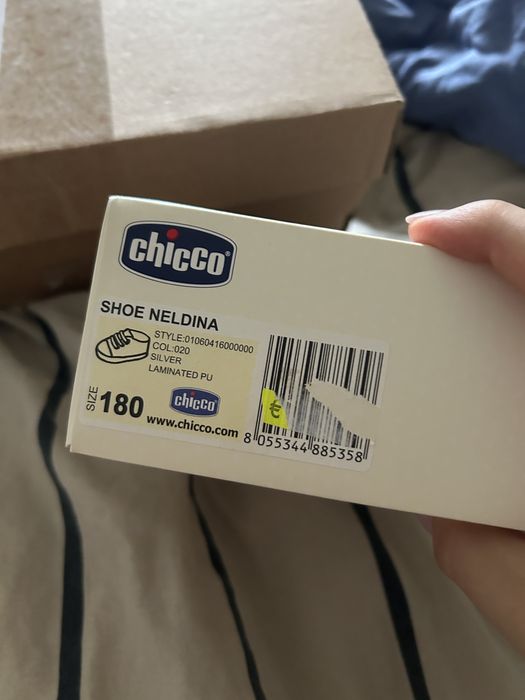 chicco
SHOE NELDINA
STYLE:01060416000000
COL:020
SILVER
LAMINATED PU
SIZE 180
chicco
www.chicco.com
€
8 055344 885358